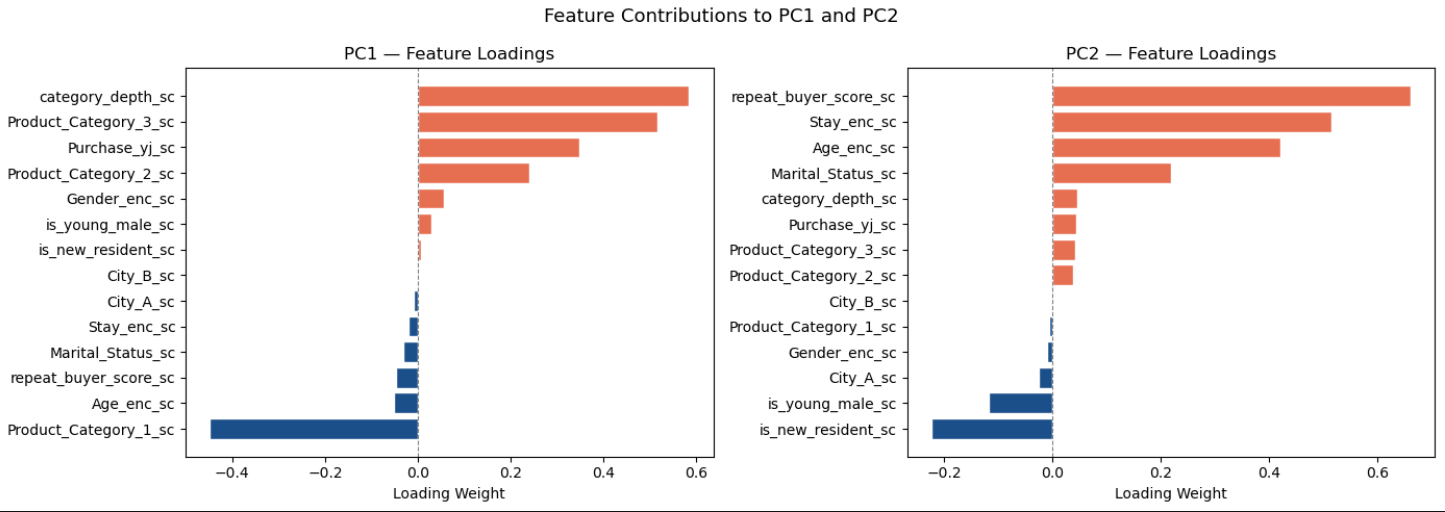 Feature Contributions to PC1 and PC2
PC1 — Feature Loadings
category_depth_sc
Product_Category_3_sc
Purchase_yj_sc
Product_Category_2_sc
Gender_enc_sc
is_young_male_sc
is_new_resident_sc
City_B_sc
City_A_sc
Stay_enc_sc
Marital_Status_sc
repeat_buyer_score_sc
Age_enc_sc
Product_Category_1_sc
−0.4 −0.2 0.0 0.2 0.4 0.6
Loading Weight
PC2 — Feature Loadings
repeat_buyer_score_sc
Stay_enc_sc
Age_enc_sc
Marital_Status_sc
category_depth_sc
Purchase_yj_sc
Product_Category_3_sc
Product_Category_2_sc
City_B_sc
Product_Category_1_sc
Gender_enc_sc
City_A_sc
is_young_male_sc
is_new_resident_sc
−0.2 0.0 0.2 0.4 0.6
Loading Weight